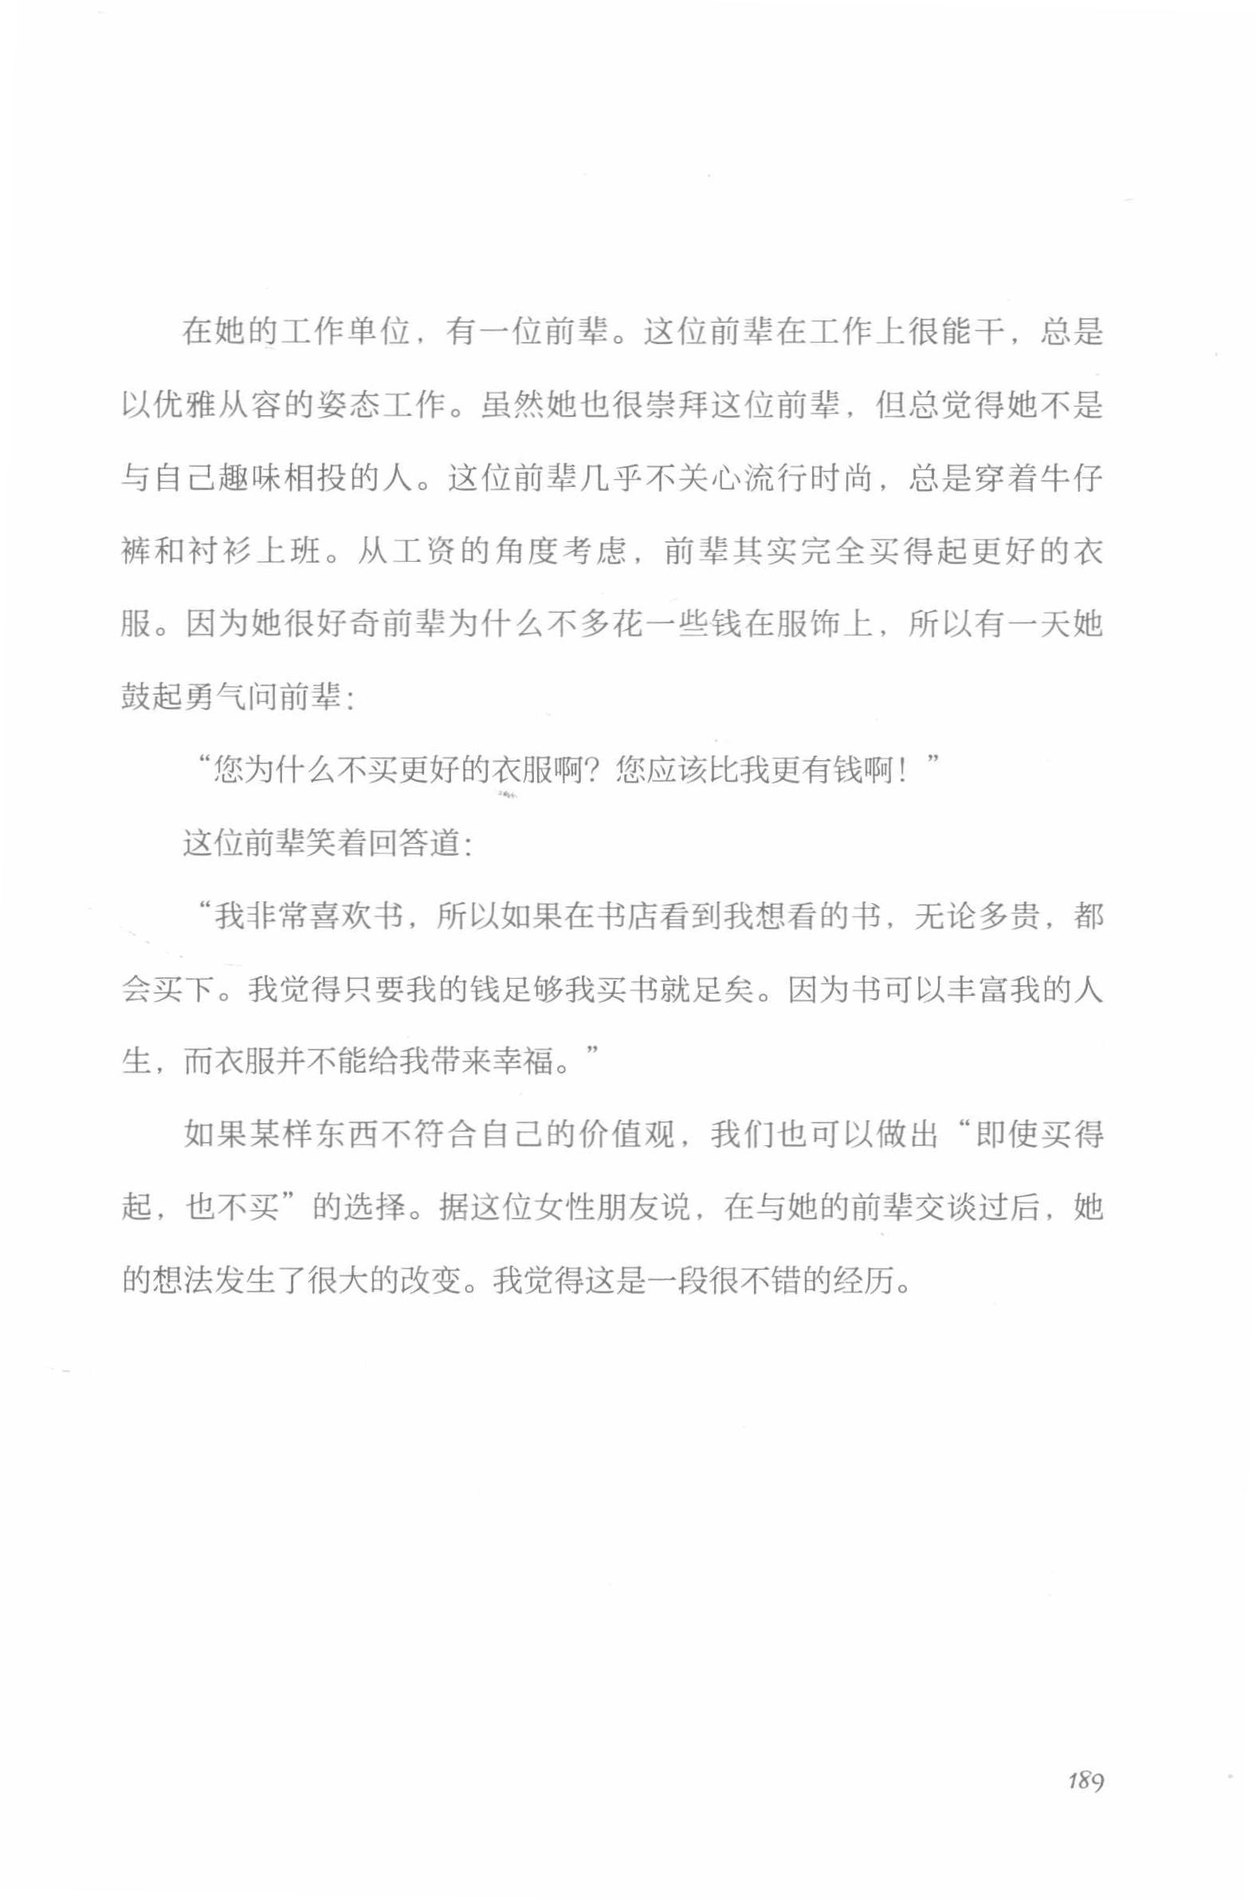 在她的工作单位，有一位前辈。这位前辈在工作上很能干，总是
以优雅从容的姿态工作。虽然她也很崇拜这位前辈，但总觉得她不是
与自己趣味相投的人。这位前辈几乎不关心流行时尚，总是穿着牛仔
裤和衬衫上班。从工资的角度考虑，前辈其实完全买得起更好的衣
服。因为她很好奇前辈为什么不多花一些钱在服饰上，所以有一天她
鼓起勇气问前辈：
“您为什么不买更好的衣服啊？您应该比我更有钱啊！”
这位前辈笑着回答道：
“我非常喜欢书，所以如果在书店看到我想看的书，无论多贵，都
会买下。我觉得只要我的钱足够我买书就足矣。因为书可以丰富我的人
生，而衣服并不能给我带来幸福。”
如果某样东西不符合自己的价值观，我们也可以做出“即使买得
起，也不买”的选择。据这位女性朋友说，在与她的前辈交谈过后，她
的想法发生了很大的改变。我觉得这是一段很不错的经历。
189